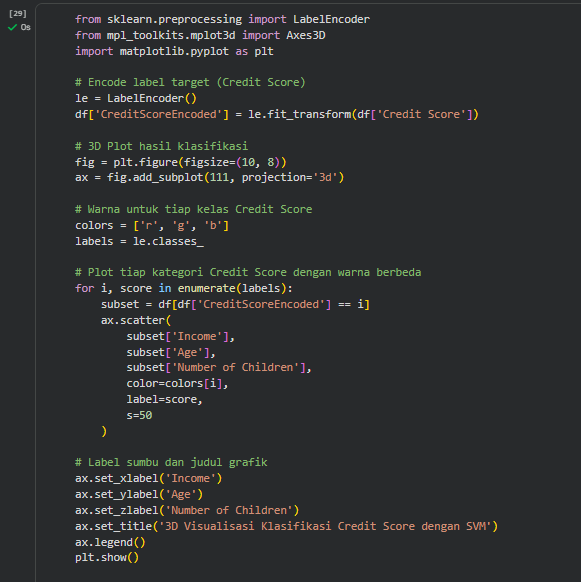 [29]
0s
from sklearn.preprocessing import LabelEncoder
from mpl_toolkits.mplot3d import Axes3D
import matplotlib.pyplot as plt

# Encode label target (Credit Score)
le = LabelEncoder()
df['CreditScoreEncoded'] = le.fit_transform(df['Credit Score'])

# 3D Plot hasil klasifikasi
fig = plt.figure(figsize=(10, 8))
ax = fig.add_subplot(111, projection='3d')

# Warna untuk tiap kelas Credit Score
colors = ['r', 'g', 'b']
labels = le.classes_

# Plot tiap kategori Credit Score dengan warna berbeda
for i, score in enumerate(labels):
    subset = df[df['CreditScoreEncoded'] == i]
    ax.scatter(
        subset['Income'],
        subset['Age'],
        subset['Number of Children'],
        color=colors[i],
        label=score,
        s=50
    )

# Label sumbu dan judul grafik
ax.set_xlabel('Income')
ax.set_ylabel('Age')
ax.set_zlabel('Number of Children')
ax.set_title('3D Visualisasi Klasifikasi Credit Score dengan SVM')
ax.legend()
plt.show()